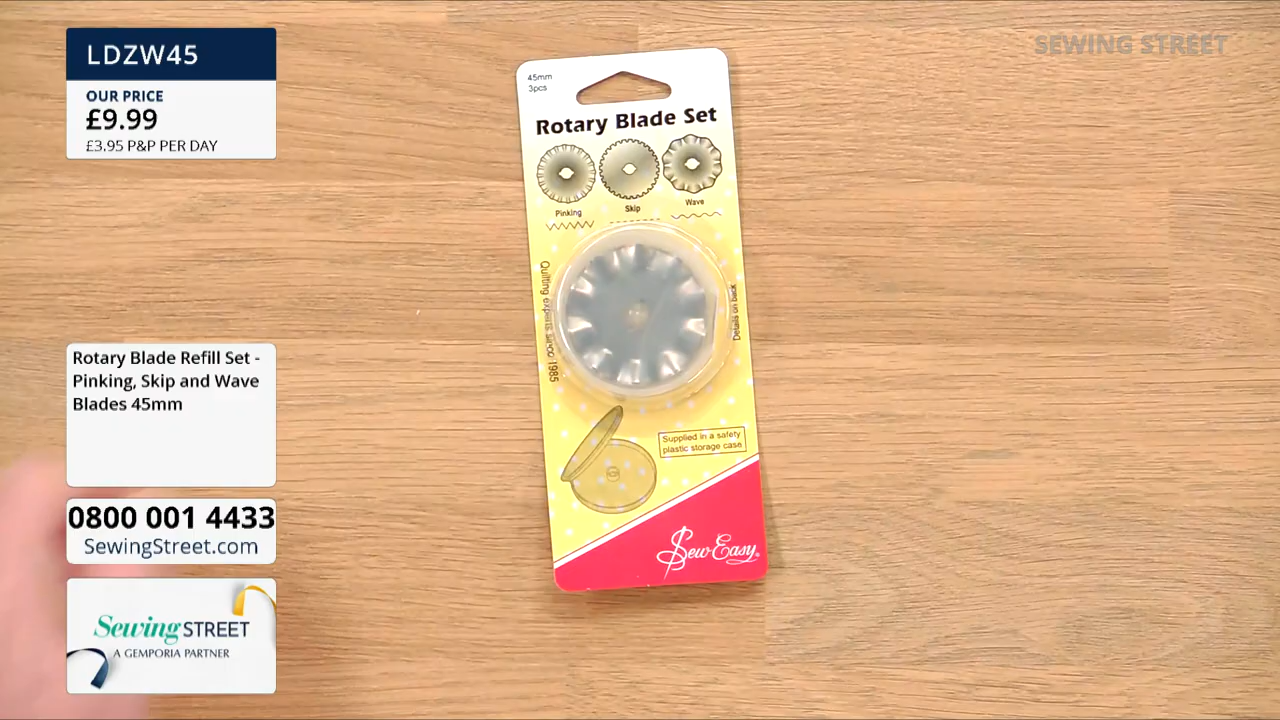 LDZW45
OUR PRICE
£9.99
£3.95 P&P PER DAY
SEWING STREET
45mm
3pcs
Rotary Blade Set
Pinking
Skip
Wave
Quilting experts since 1985
Details on back
Supplied in a safety
plastic storage case
Sew Easy
Rotary Blade Refill Set -
Pinking, Skip and Wave
Blades 45mm
0800 001 4433
SewingStreet.com
Sewing STREET
A GEMPORIA PARTNER